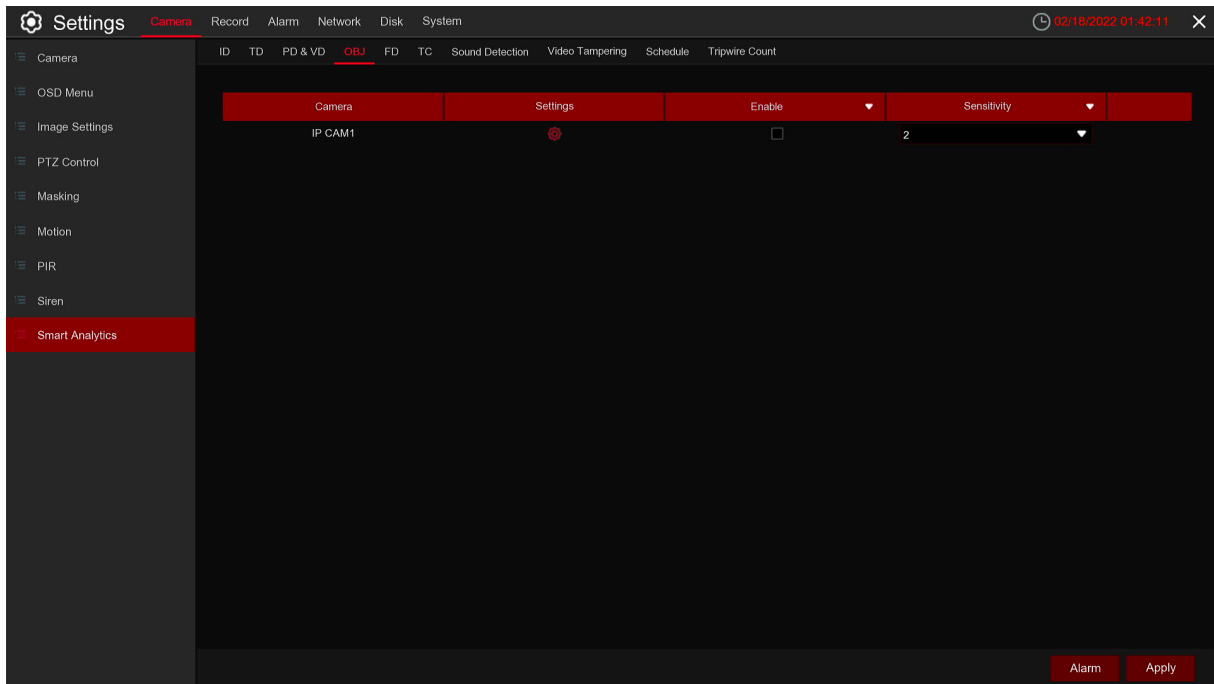 Settings Camera Record Alarm Network Disk System 02/18/2022 01:42:11
ID TD PD & VD OBJ FD TC Sound Detection Video Tampering Schedule Tripwire Count
Camera
OSD Menu
Image Settings
PTZ Control
Masking
Motion
PIR
Siren
Smart Analytics
Camera Settings Enable Sensitivity
IP CAM1 2
Alarm Apply